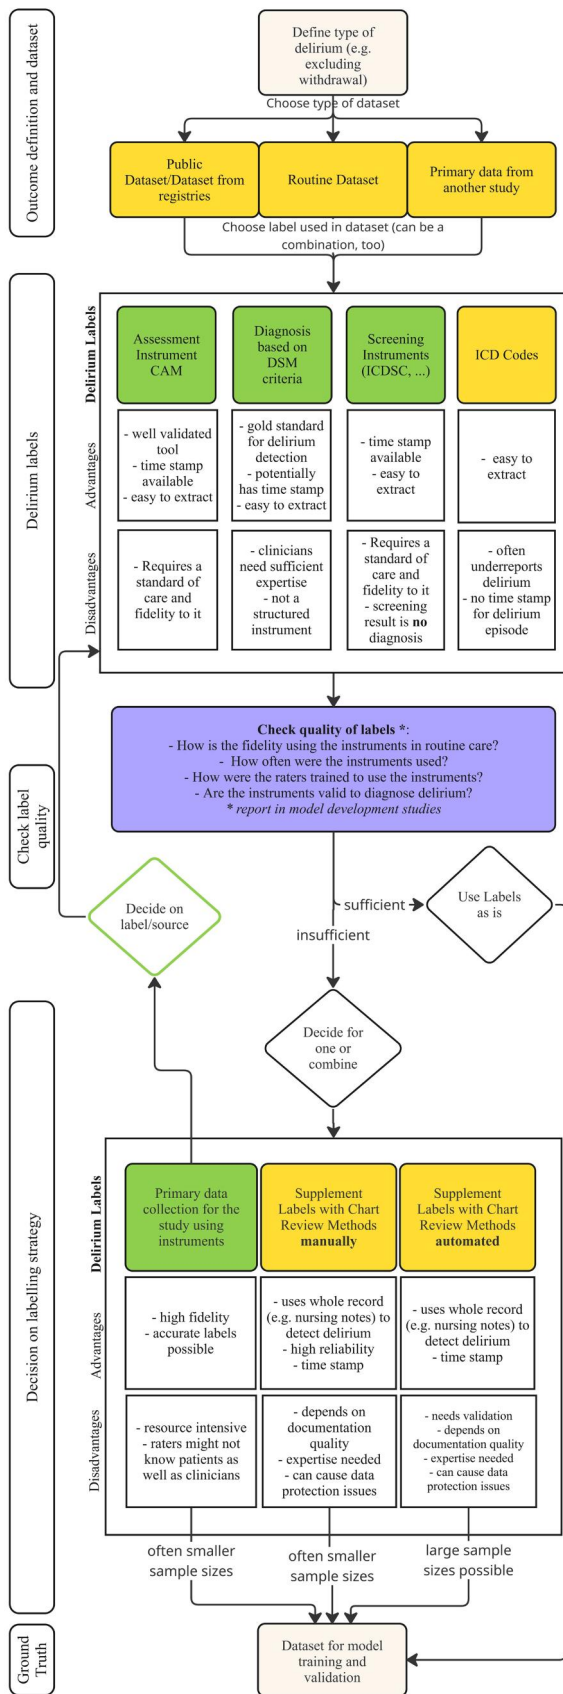 Outcome definition and dataset
Define type of
delirium (e.g.
excluding
withdrawal)
Choose type of dataset
Public
Dataset/Dataset from
registries
Routine Dataset
Primary data from
another study
Choose label used in dataset (can be a
combination, too)
Delirium labels
Delirium Labels
Assessment
Instrument
CAM
Diagnosis
based on
DSM
criteria
Screening
Instruments
(ICDSC, ...)
ICD Codes
Advantages
- well validated
tool
- time stamp
available
- easy to extract
- gold standard
for delirium
detection
- potentially
has time stamp
- easy to extract
- time stamp
available
- easy to
extract
- easy to
extract
Disadvantages
- Requires a
standard of
care and
fidelity to it
- clinicians
need sufficient
expertise
- not a
structured
instrument
- Requires a
standard of
care and
fidelity to it
- screening
result is no
diagnosis
- often
underreports
delirium
- no time stamp
for delirium
episode
Check label
quality
Check quality of labels *:
- How is the fidelity using the instruments in routine care?
- How often were the instruments used?
- How were the raters trained to use the instruments?
- Are the instruments valid to diagnose delirium?
* report in model development studies
Decide on
label/source
sufficient
Use Labels
as is
insufficient
Decide for
one or
combine
Decision on labelling strategy
Delirium Labels
Primary data
collection for the
study using
instruments
Supplement
Labels with Chart
Review Methods
manually
Supplement
Labels with Chart
Review Methods
automated
Advantages
- high fidelity
- accurate labels
possible
- uses whole record
(e.g. nursing notes) to
detect delirium
- high reliability
- time stamp
- uses whole record
(e.g. nursing notes) to
detect delirium
- time stamp
Disadvantages
- resource intensive
- raters might not
know patients as
well as clinicians
- depends on
documentation
quality
- expertise needed
- can cause data
protection issues
- needs validation
- depends on
documentation quality
- expertise needed
- can cause data
protection issues
often smaller
sample sizes
often smaller
sample sizes
large sample
sizes possible
Ground
Truth
Dataset for model
training and
validation